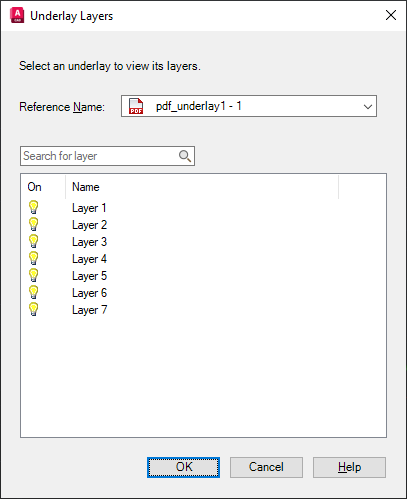 Underlay Layers
Select an underlay to view its layers.
Reference Name: pdf_underlay1 - 1
Search for layer
On Name
Layer 1
Layer 2
Layer 3
Layer 4
Layer 5
Layer 6
Layer 7
OK Cancel Help